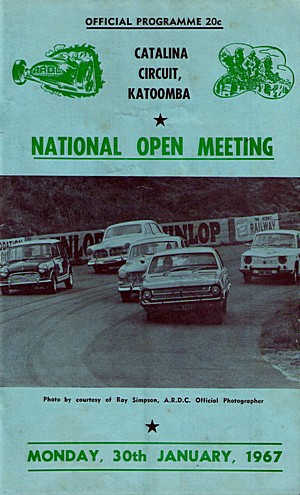 OFFICIAL PROGRAMME 20c
A.R.D.C.
CATALINA
CIRCUIT,
KATOOMBA
NATIONAL OPEN MEETING
DUNLOP
RAILWAY
Photo by courtesy of Ray Simpson, A.R.D.C. Official Photographer
MONDAY, 30th JANUARY, 1967